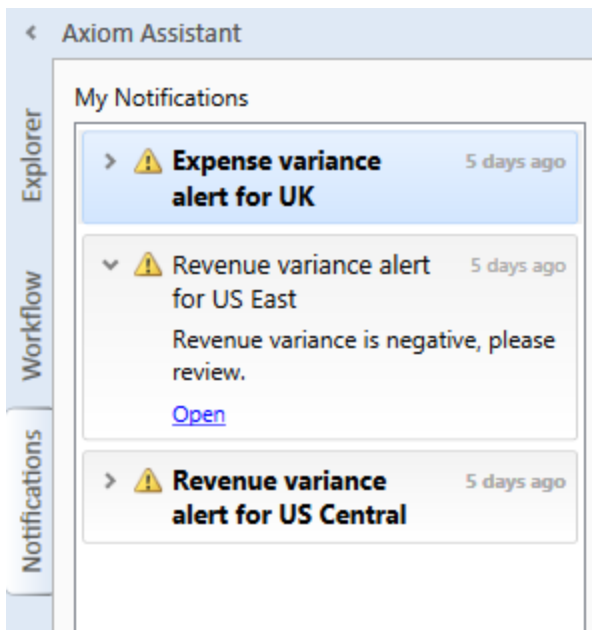 Axiom Assistant
My Notifications
Explorer
Workflow
Notifications
Expense variance 5 days ago
alert for UK
Revenue variance alert 5 days ago
for US East
Revenue variance is negative, please
review.
Open
Revenue variance 5 days ago
alert for US Central